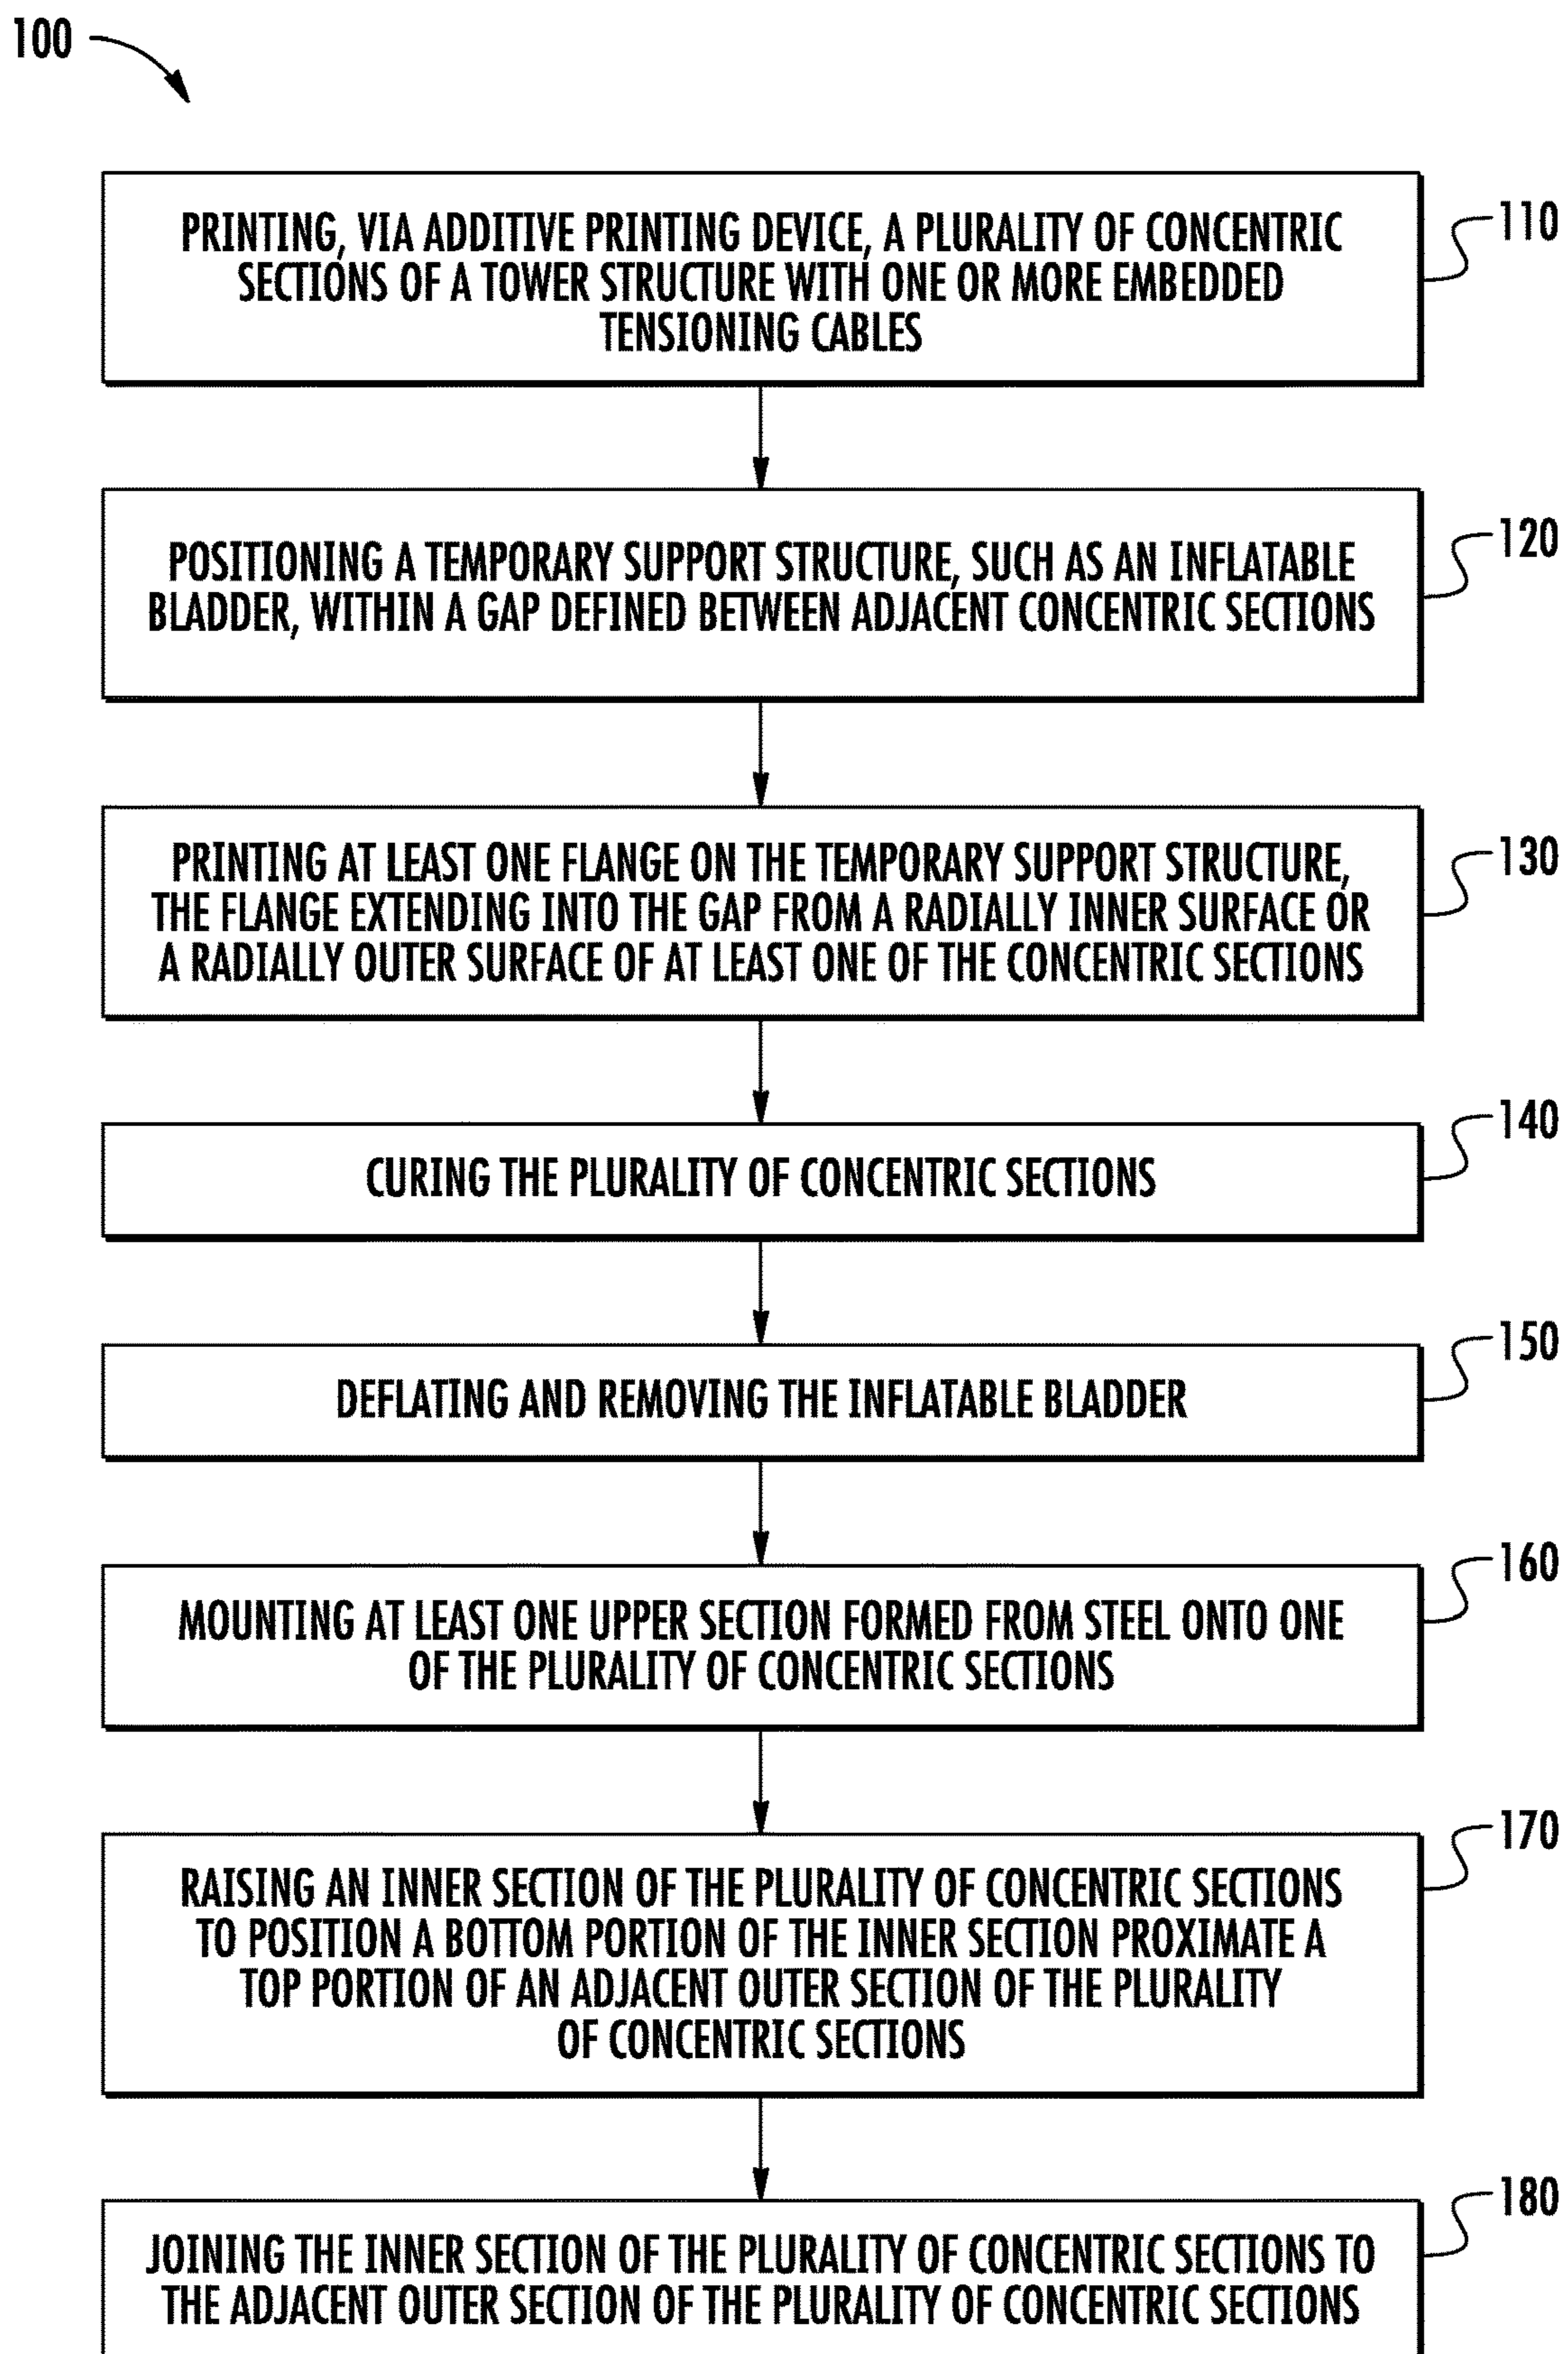 100
PRINTING, VIA ADDITIVE PRINTING DEVICE, A PLURALITY OF CONCENTRIC
SECTIONS OF A TOWER STRUCTURE WITH ONE OR MORE EMBEDDED
TENSIONING CABLES
110
POSITIONING A TEMPORARY SUPPORT STRUCTURE, SUCH AS AN INFLATABLE
BLADDER, WITHIN A GAP DEFINED BETWEEN ADJACENT CONCENTRIC SECTIONS
120
PRINTING AT LEAST ONE FLANGE ON THE TEMPORARY SUPPORT STRUCTURE,
THE FLANGE EXTENDING INTO THE GAP FROM A RADIALLY INNER SURFACE OR
A RADIALLY OUTER SURFACE OF AT LEAST ONE OF THE CONCENTRIC SECTIONS
130
CURING THE PLURALITY OF CONCENTRIC SECTIONS
140
DEFLATING AND REMOVING THE INFLATABLE BLADDER
150
MOUNTING AT LEAST ONE UPPER SECTION FORMED FROM STEEL ONTO ONE
OF THE PLURALITY OF CONCENTRIC SECTIONS
160
RAISING AN INNER SECTION OF THE PLURALITY OF CONCENTRIC SECTIONS
TO POSITION A BOTTOM PORTION OF THE INNER SECTION PROXIMATE A
TOP PORTION OF AN ADJACENT OUTER SECTION OF THE PLURALITY
OF CONCENTRIC SECTIONS
170
JOINING THE INNER SECTION OF THE PLURALITY OF CONCENTRIC SECTIONS TO
THE ADJACENT OUTER SECTION OF THE PLURALITY OF CONCENTRIC SECTIONS
180